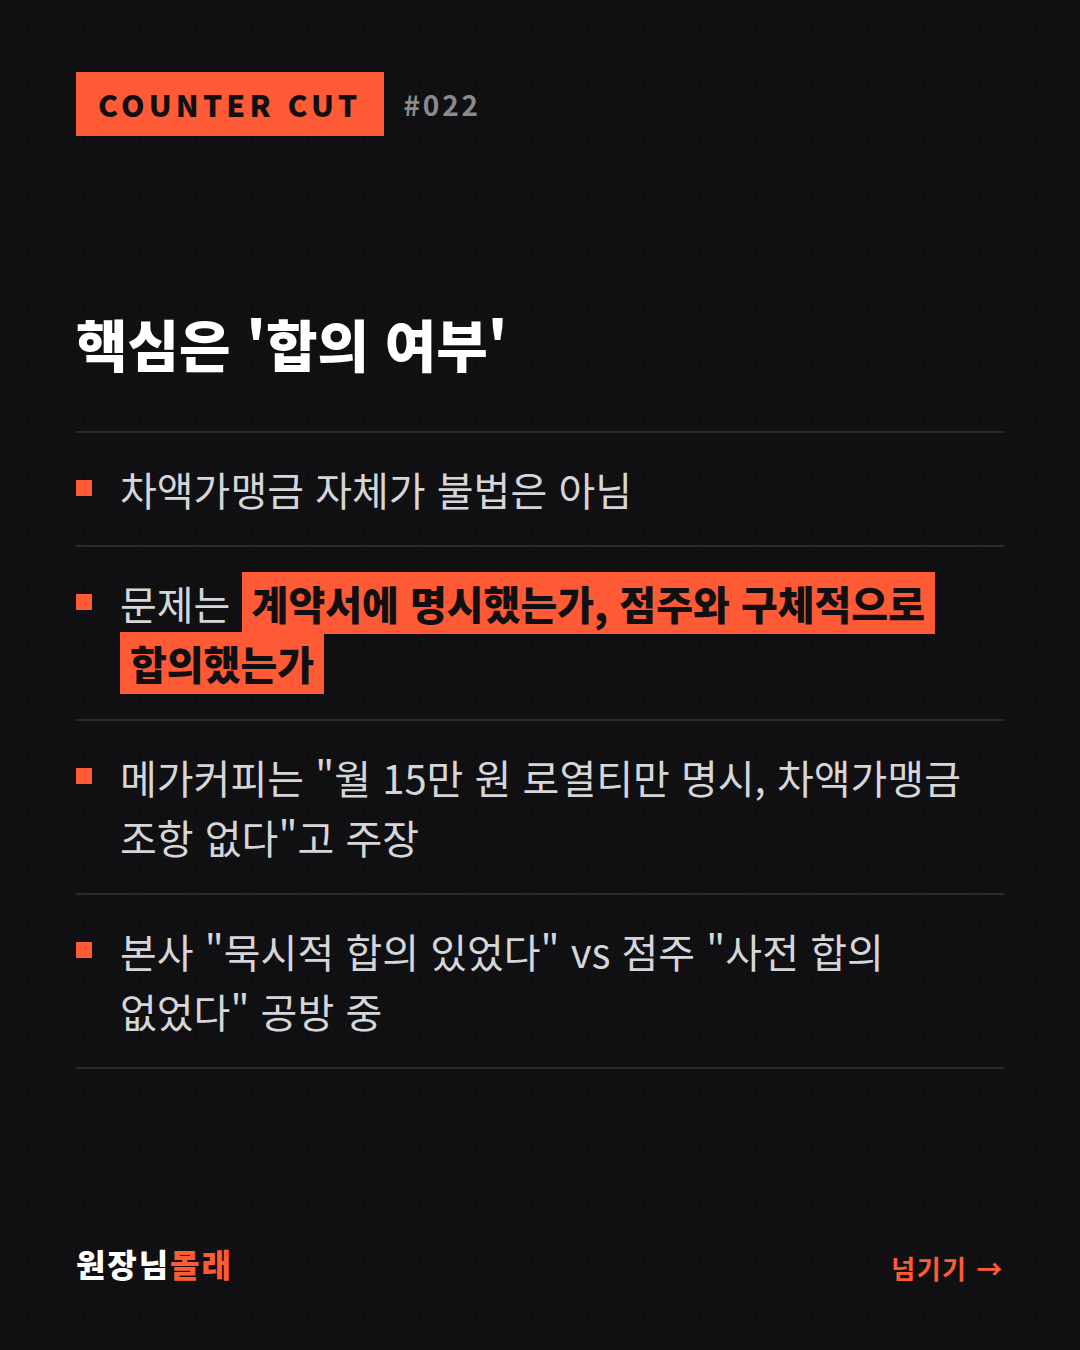 COUNTER CUT #022
핵심은 '합의 여부'
차액가맹금 자체가 불법은 아님
문제는 계약서에 명시했는가, 점주와 구체적으로
합의했는가
메가커피는 "월 15만 원 로열티만 명시, 차액가맹금
조항 없다"고 주장
본사 "묵시적 합의 있었다" vs 점주 "사전 합의
없었다" 공방 중
원장님몰래
넘기기 →